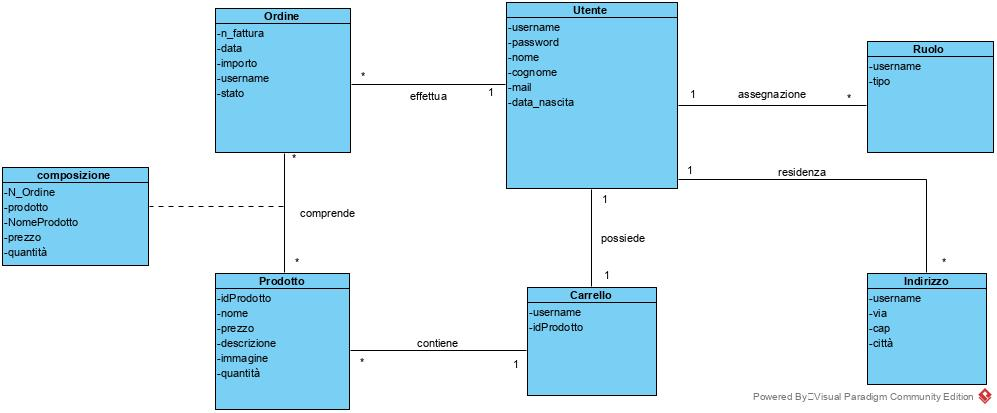 Ordine
-n_fattura
-data
-importo
-username
-stato
Utente
-username
-password
-nome
-cognome
-mail
-data_nascita
Ruolo
-username
-tipo
*
effettua
1
1
assegnazione
*
composizione
-N_Ordine
-prodotto
-NomeProdotto
-prezzo
-quantità
*
comprende
*
1
residenza
*
1
possiede
1
Prodotto
-idProdotto
-nome
-prezzo
-descrizione
-immagine
-quantità
*
contiene
1
Carrello
-username
-idProdotto
Indirizzo
-username
-via
-cap
-città
Powered By Visual Paradigm Community Edition